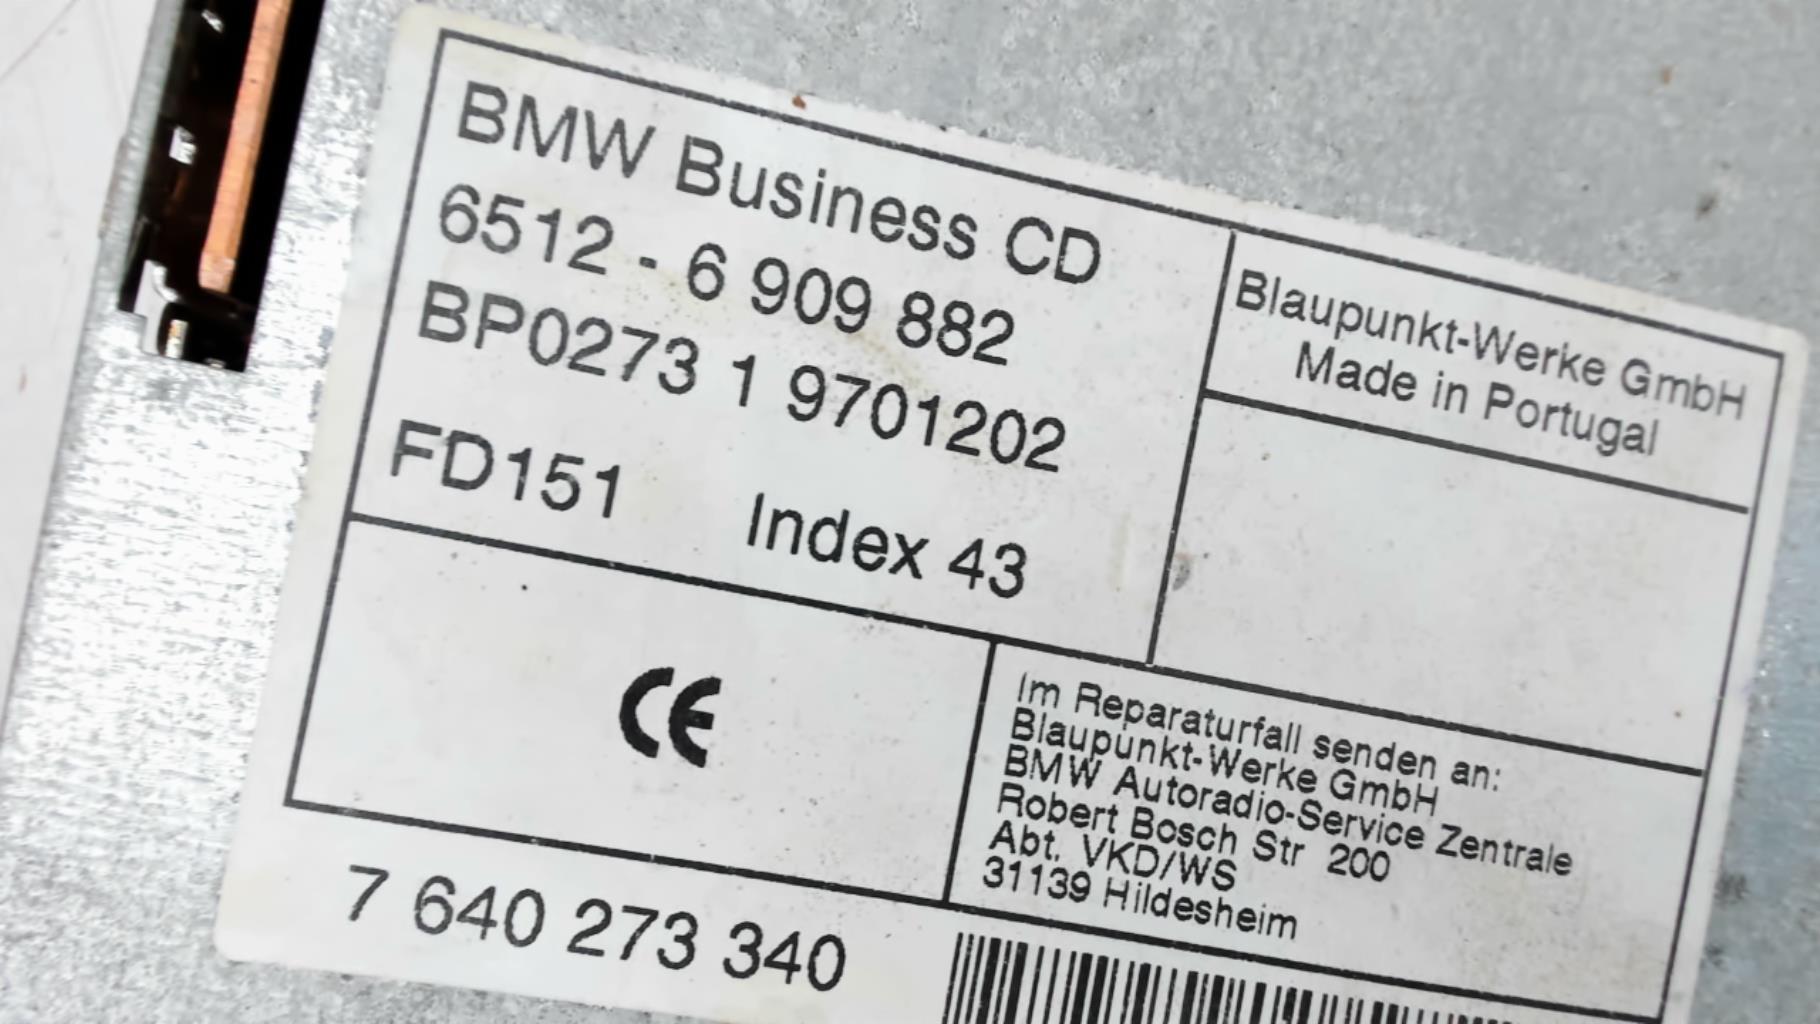 BMW Business CD
6512 - 6 909 882
BP0273 1 9701202
FD151 Index 43
Blaupunkt-Werke GmbH
Made in Portugal
CE
Im Reparaturfall senden an:
Blaupunkt-Werke GmbH
BMW Autoradio-Service Zentrale
Robert Bosch Str 200
Abt. VKD/WS
31139 Hildesheim
7 640 273 340